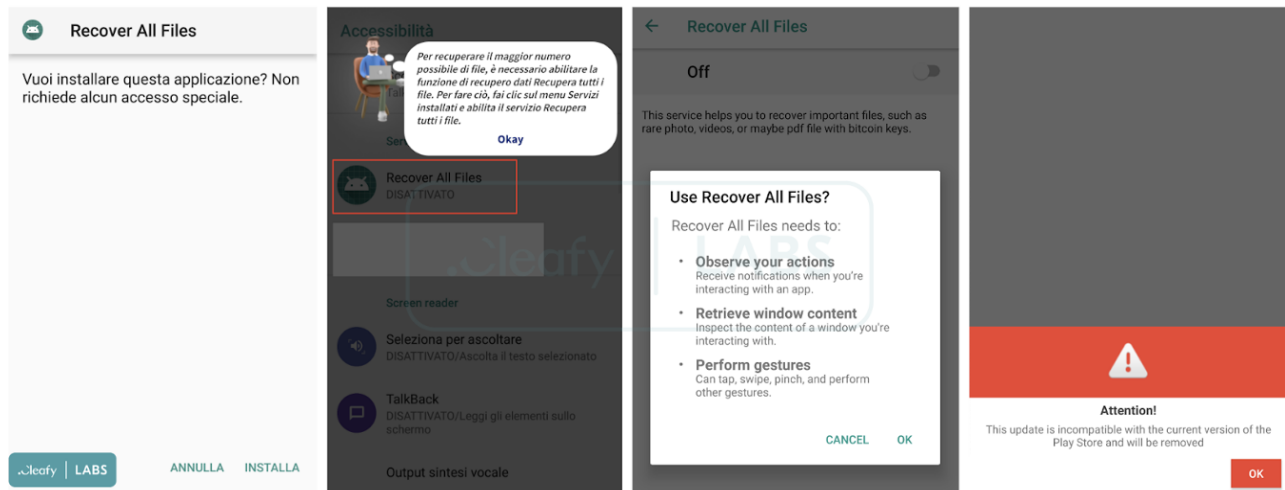 Recover All Files
Vuoi installare questa applicazione? Non
richiede alcun accesso speciale.
.:Cleafy | LABS
ANNULLA INSTALLA
Accessibilità
Per recuperare il maggior numero
possibile di file, è necessario abilitare la
funzione di recupero dati Recupera tutti i
file. Per fare ciò, fai clic sul menu Servizi
installati e abilita il servizio Recupera
tutti i file.
Okay
Recover All Files
DISATTIVATO
Screen reader
Seleziona per ascoltare
DISATTIVATO/Ascolta il testo selezionato
TalkBack
DISATTIVATO/Leggi gli elementi sullo
schermo
Output sintesi vocale
Recover All Files
Off
This service helps you to recover important files, such as
rare photo, videos, or maybe pdf file with bitcoin keys.
Use Recover All Files?
Recover All Files needs to:
• Observe your actions
Receive notifications when you're
interacting with an app.
• Retrieve window content
Inspect the content of a window you're
interacting with.
• Perform gestures
Can tap, swipe, pinch, and perform
other gestures.
CANCEL OK
.:Cleafy | LABS
Attention!
This update is incompatible with the current version of the
Play Store and will be removed
OK